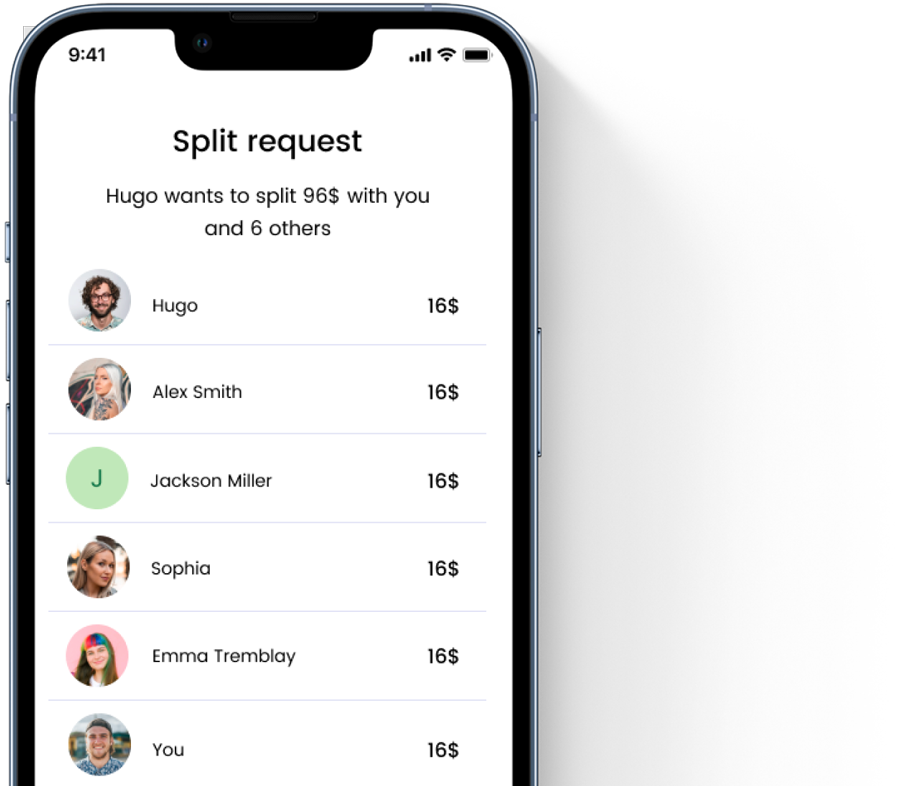 9:41
Split request
Hugo wants to split 96$ with you
and 6 others
Hugo 16$
Alex Smith 16$
J Jackson Miller 16$
Sophia 16$
Emma Tremblay 16$
You 16$